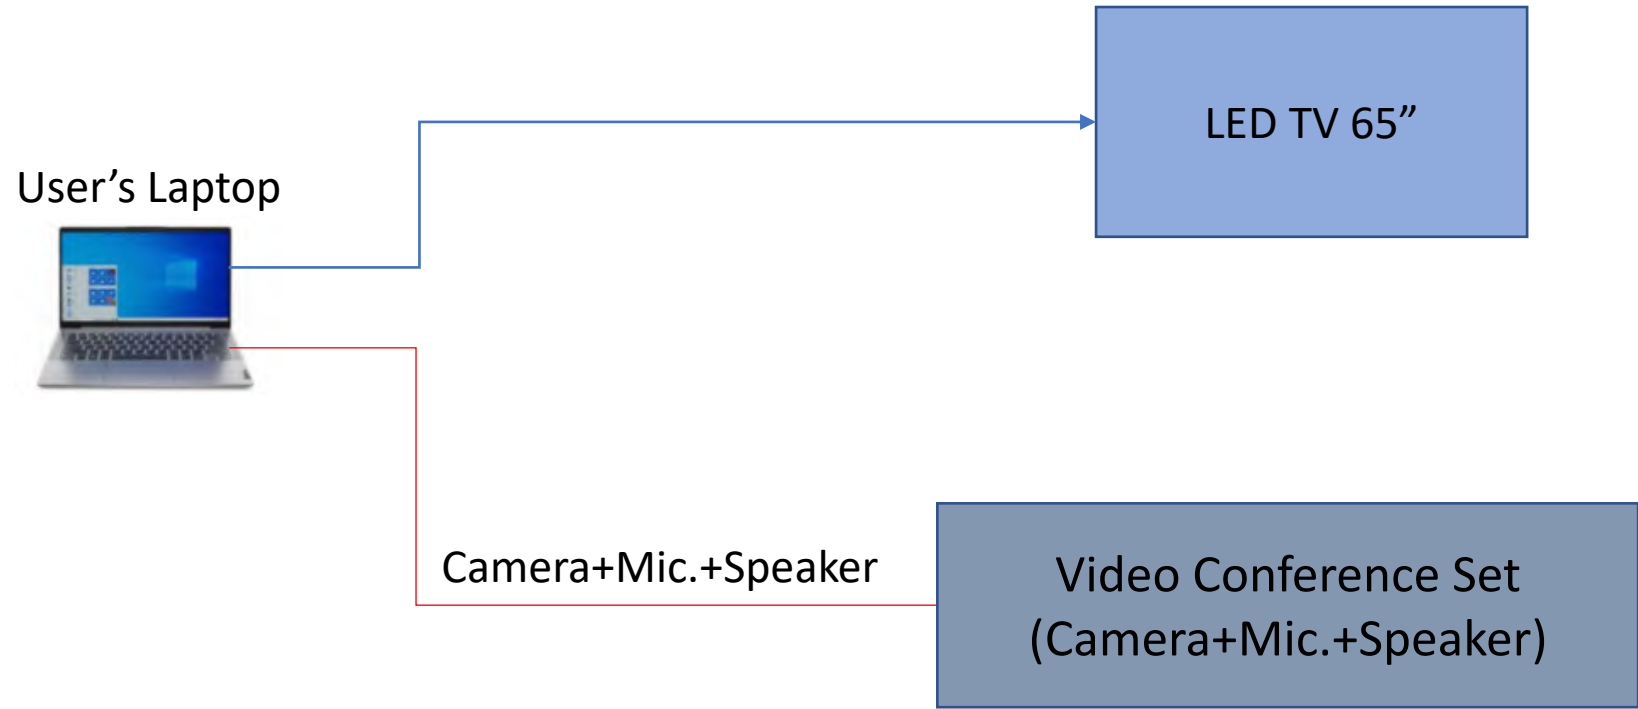 LED TV 65”
User’s Laptop
Camera+Mic.+Speaker
Video Conference Set
(Camera+Mic.+Speaker)